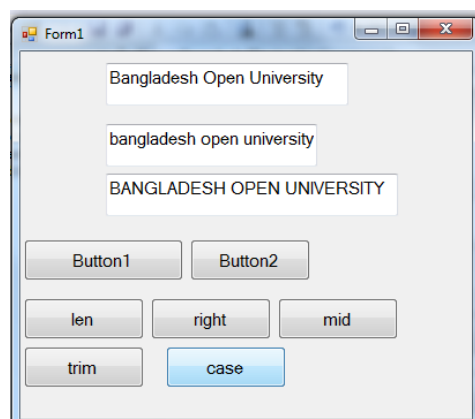 Form1
Bangladesh Open University
bangladesh open university
BANGLADESH OPEN UNIVERSITY
Button1 Button2
len right mid
trim case